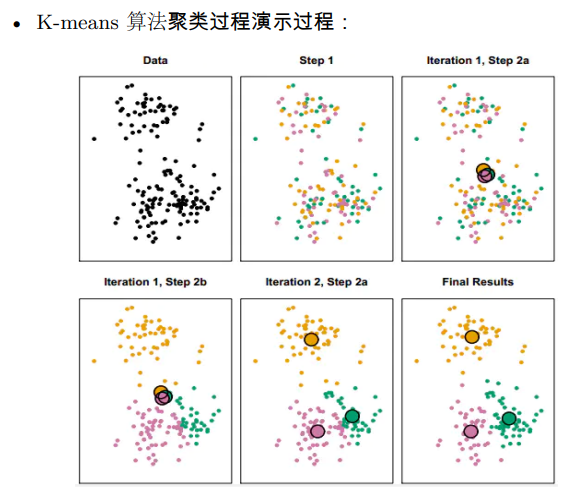 • K-means 算法聚类过程演示过程：
Data
Step 1
Iteration 1, Step 2a
Iteration 1, Step 2b
Iteration 2, Step 2a
Final Results